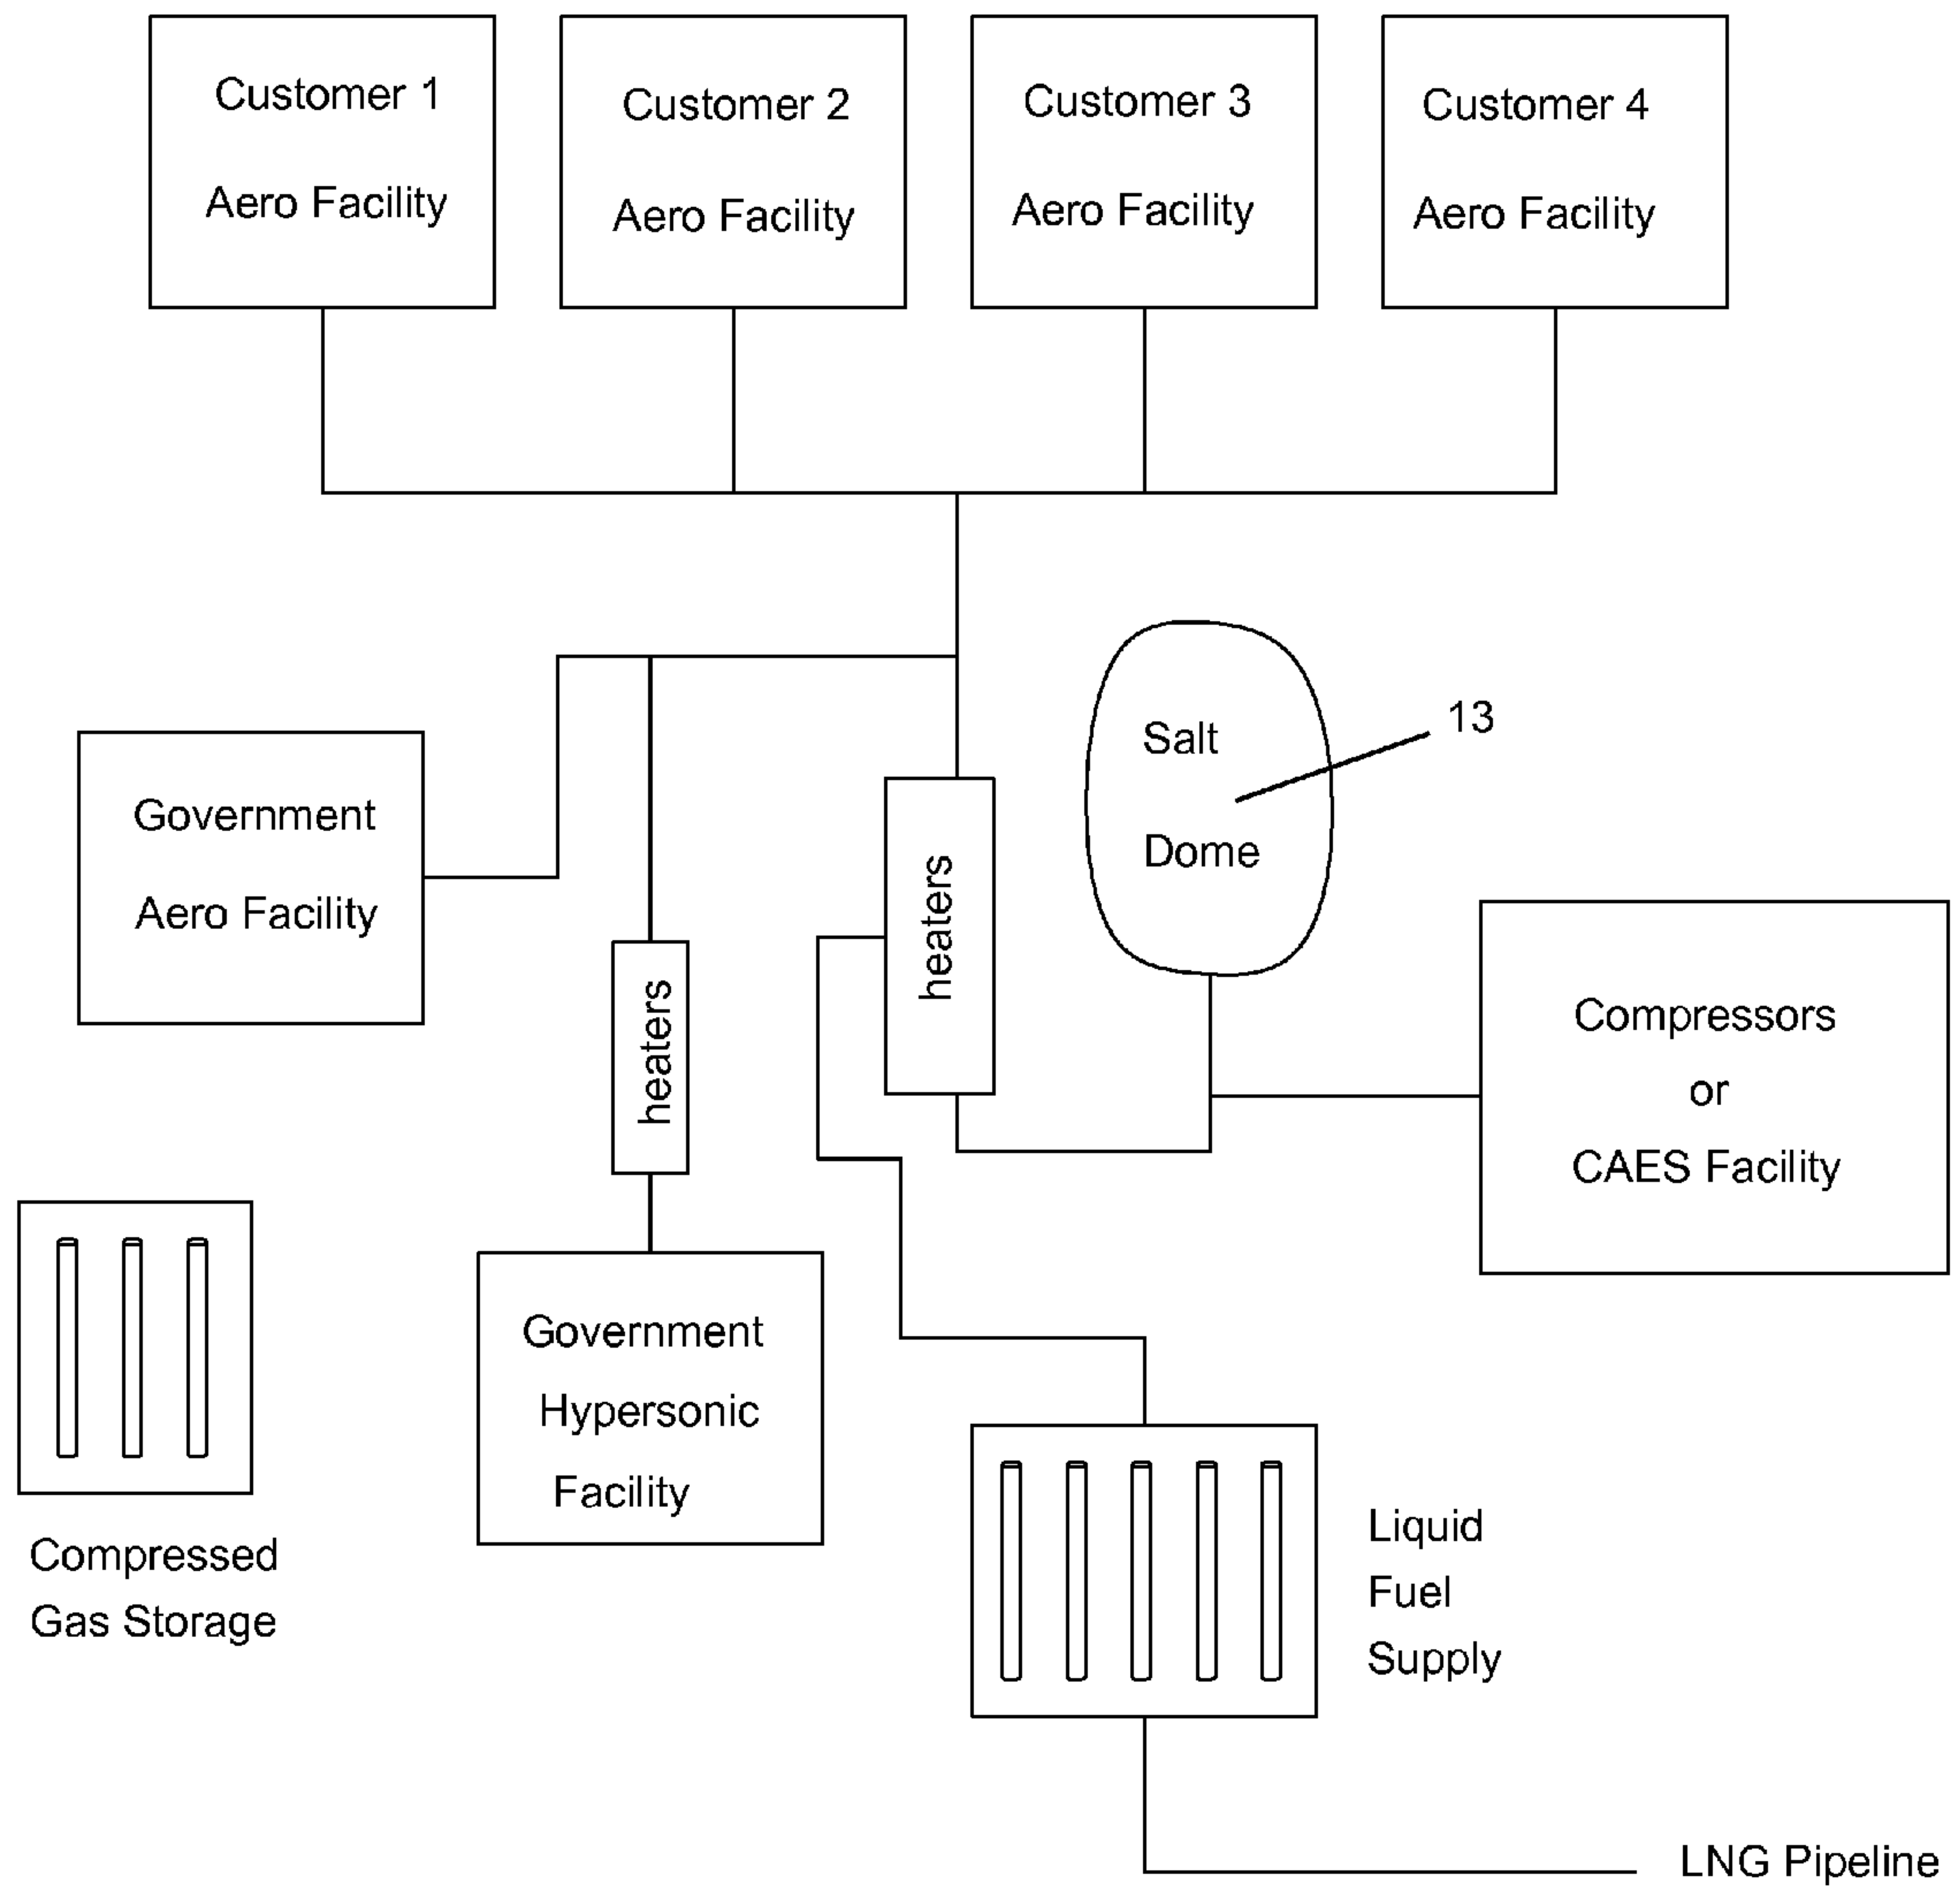 Customer 1
Aero Facility
Customer 2
Aero Facility
Customer 3
Aero Facility
Customer 4
Aero Facility
Salt
Dome
13
Government
Aero Facility
heaters
heaters
Compressors
or
CAES Facility
Government
Hypersonic
Facility
Compressed
Gas Storage
Liquid
Fuel
Supply
LNG Pipeline